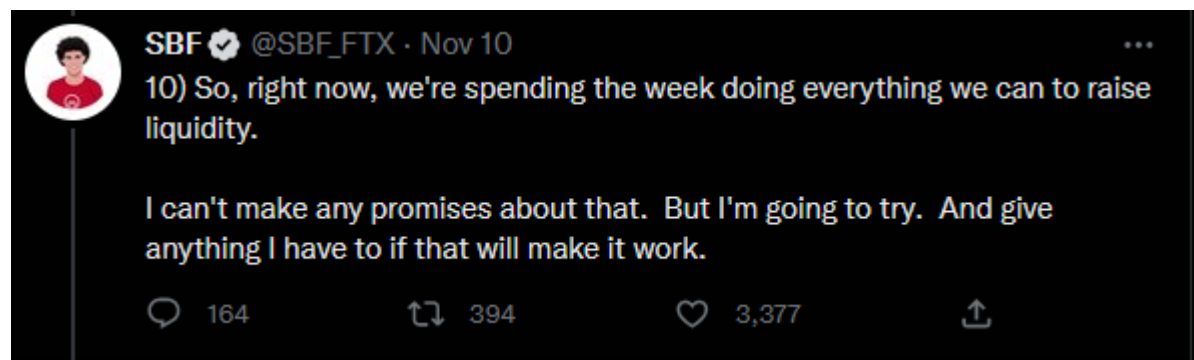 SBF @SBF_FTX · Nov 10
10) So, right now, we're spending the week doing everything we can to raise
liquidity.
I can't make any promises about that.  But I'm going to try.  And give
anything I have to if that will make it work.
164 394 3,377